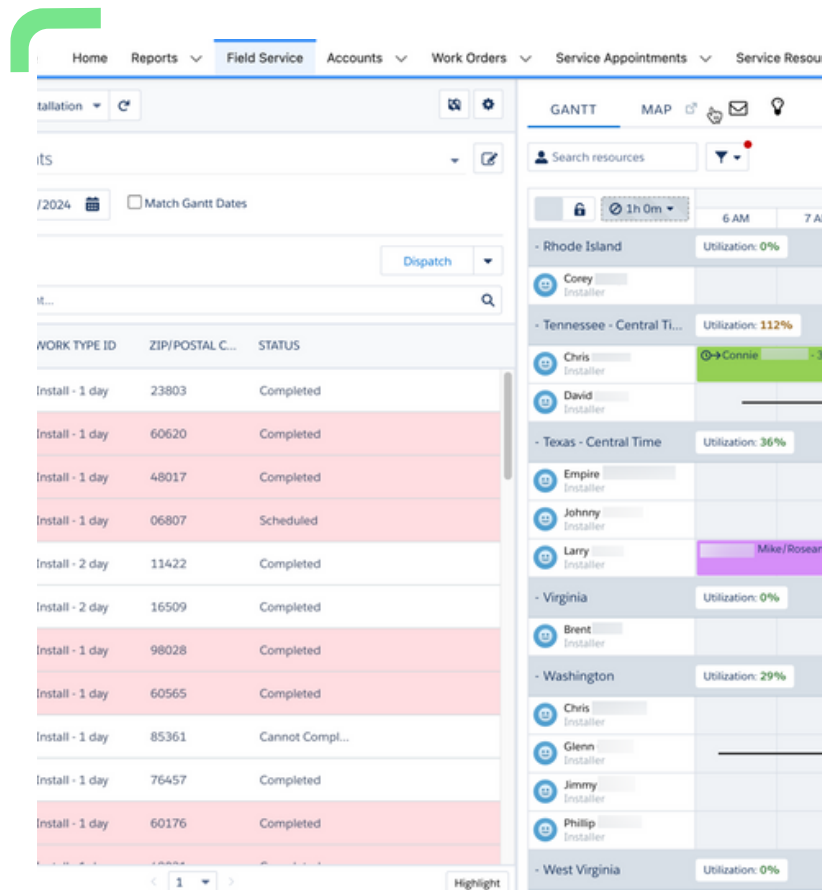 Home Reports Field Service Accounts Work Orders Service Appointments Service Resour
tallation
GANTT MAP
nts
Search resources
/2024 Match Gantt Dates
1h 0m
6 AM 7 A
Dispatch
WORK TYPE ID ZIP/POSTAL C... STATUS
Install - 1 day 23803 Completed
Install - 1 day 60620 Completed
Install - 1 day 48017 Completed
Install - 1 day 06807 Scheduled
Install - 2 day 11422 Completed
Install - 2 day 16509 Completed
Install - 1 day 98028 Completed
Install - 1 day 60565 Completed
Install - 1 day 85361 Cannot Compl...
Install - 1 day 76457 Completed
Install - 1 day 60176 Completed
1
Highlight
- Rhode Island Utilization: 0%
Corey
Installer
- Tennessee - Central Ti... Utilization: 112%
Chris
Installer
Connie - 3
David
Installer
- Texas - Central Time Utilization: 36%
Empire
Installer
Johnny
Installer
Larry
Installer
Mike/Rosear
- Virginia Utilization: 0%
Brent
Installer
- Washington Utilization: 29%
Chris
Installer
Glenn
Installer
Jimmy
Installer
Phillip
Installer
- West Virginia Utilization: 0%